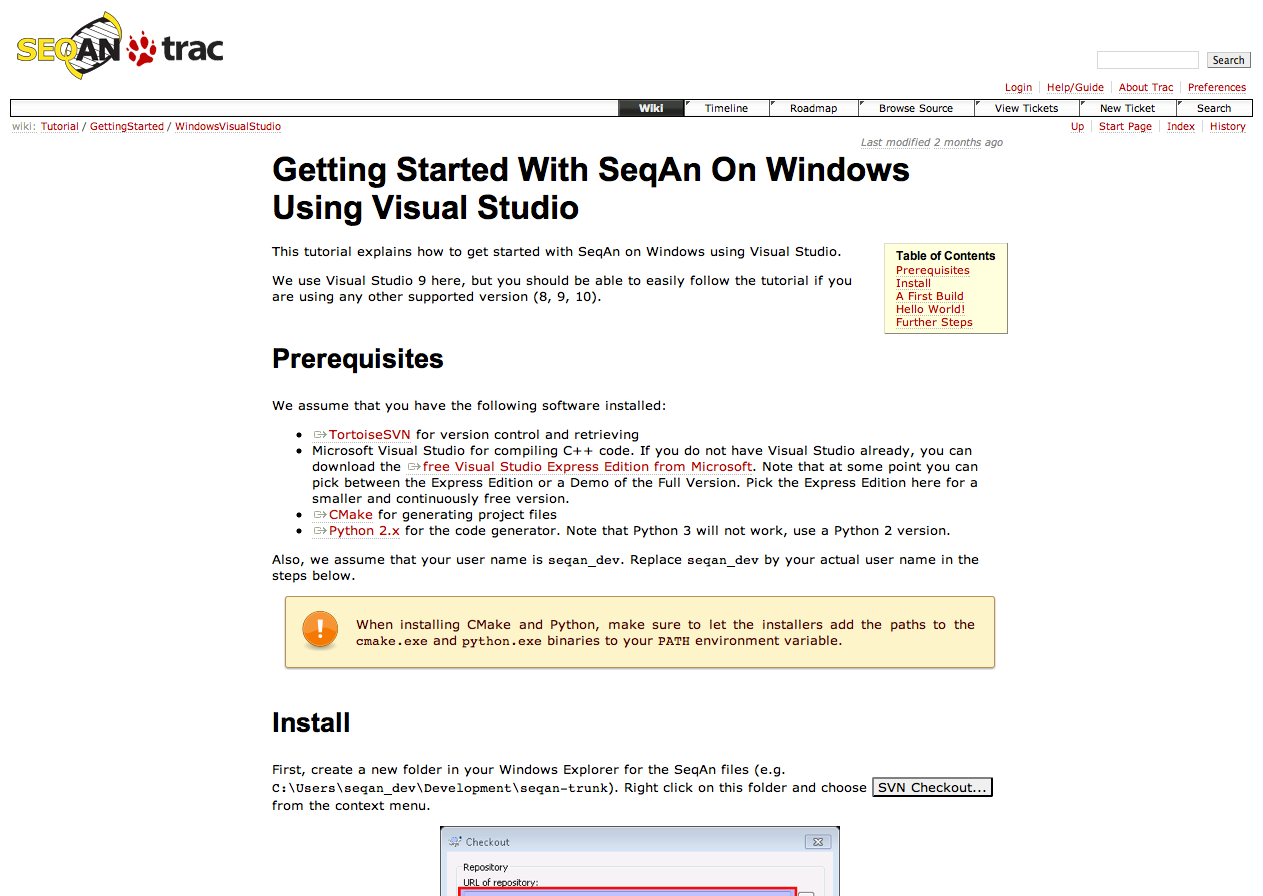 SEQAN trac
Search
Login Help/Guide About Trac Preferences
Wiki Timeline Roadmap Browse Source View Tickets New Ticket Search
wiki: Tutorial / GettingStarted / WindowsVisualStudio
Up Start Page Index History
Last modified 2 months ago
Getting Started With SeqAn On Windows
Using Visual Studio
This tutorial explains how to get started with SeqAn on Windows using Visual Studio.
We use Visual Studio 9 here, but you should be able to easily follow the tutorial if you
are using any other supported version (8, 9, 10).
Table of Contents
Prerequisites
Install
A First Build
Hello World!
Further Steps
Prerequisites
We assume that you have the following software installed:
• TortoiseSVN for version control and retrieving
• Microsoft Visual Studio for compiling C++ code. If you do not have Visual Studio already, you can
download the free Visual Studio Express Edition from Microsoft. Note that at some point you can
pick between the Express Edition or a Demo of the Full Version. Pick the Express Edition here for a
smaller and continuously free version.
• CMake for generating project files
• Python 2.x for the code generator. Note that Python 3 will not work, use a Python 2 version.
Also, we assume that your user name is seqan_dev. Replace seqan_dev by your actual user name in the
steps below.
When installing CMake and Python, make sure to let the installers add the paths to the
cmake.exe and python.exe binaries to your PATH environment variable.
Install
First, create a new folder in your Windows Explorer for the SeqAn files (e.g.
C:\Users\seqan_dev\Development\seqan-trunk). Right click on this folder and choose SVN Checkout...
from the context menu.
Checkout
Repository
URL of repository: